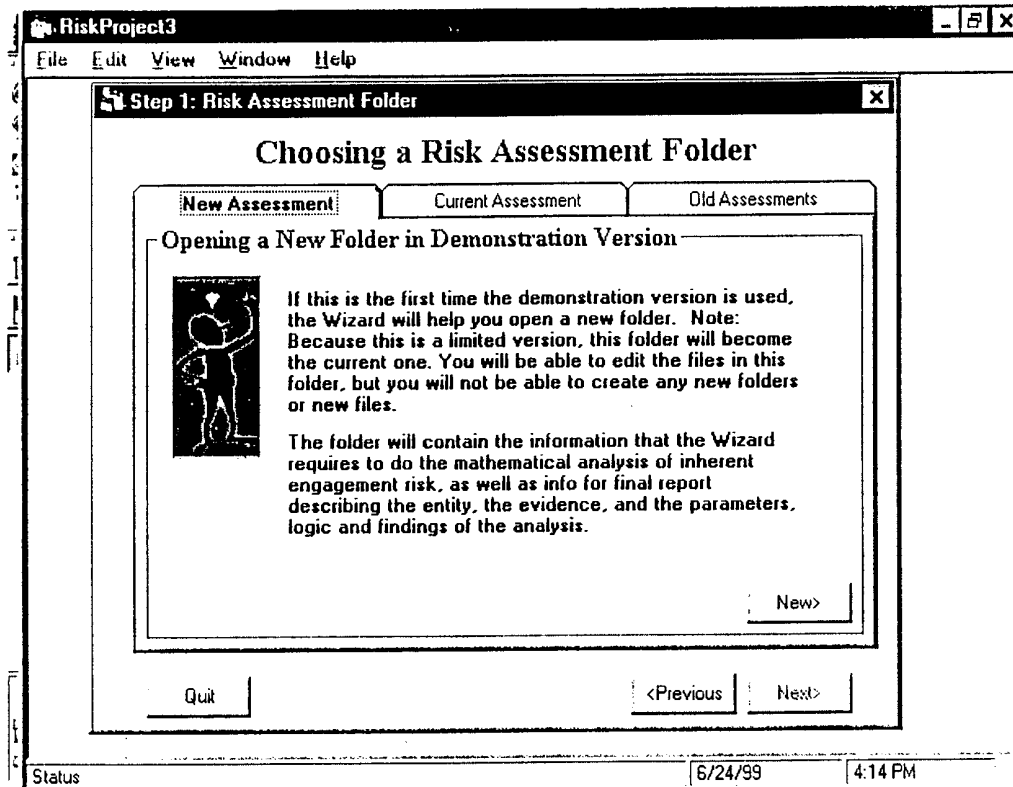 RiskProject3
File Edit View Window Help
Step 1: Risk Assessment Folder
Choosing a Risk Assessment Folder
New Assessment Current Assessment Old Assessments
Opening a New Folder in Demonstration Version
If this is the first time the demonstration version is used,
the Wizard will help you open a new folder. Note:
Because this is a limited version, this folder will become
the current one. You will be able to edit the files in this
folder, but you will not be able to create any new folders
or new files.
The folder will contain the information that the Wizard
requires to do the mathematical analysis of inherent
engagement risk, as well as info for final report
describing the entity, the evidence, and the parameters,
logic and findings of the analysis.
New>
Quit <Previous Next>
Status 6/24/99 4:14 PM